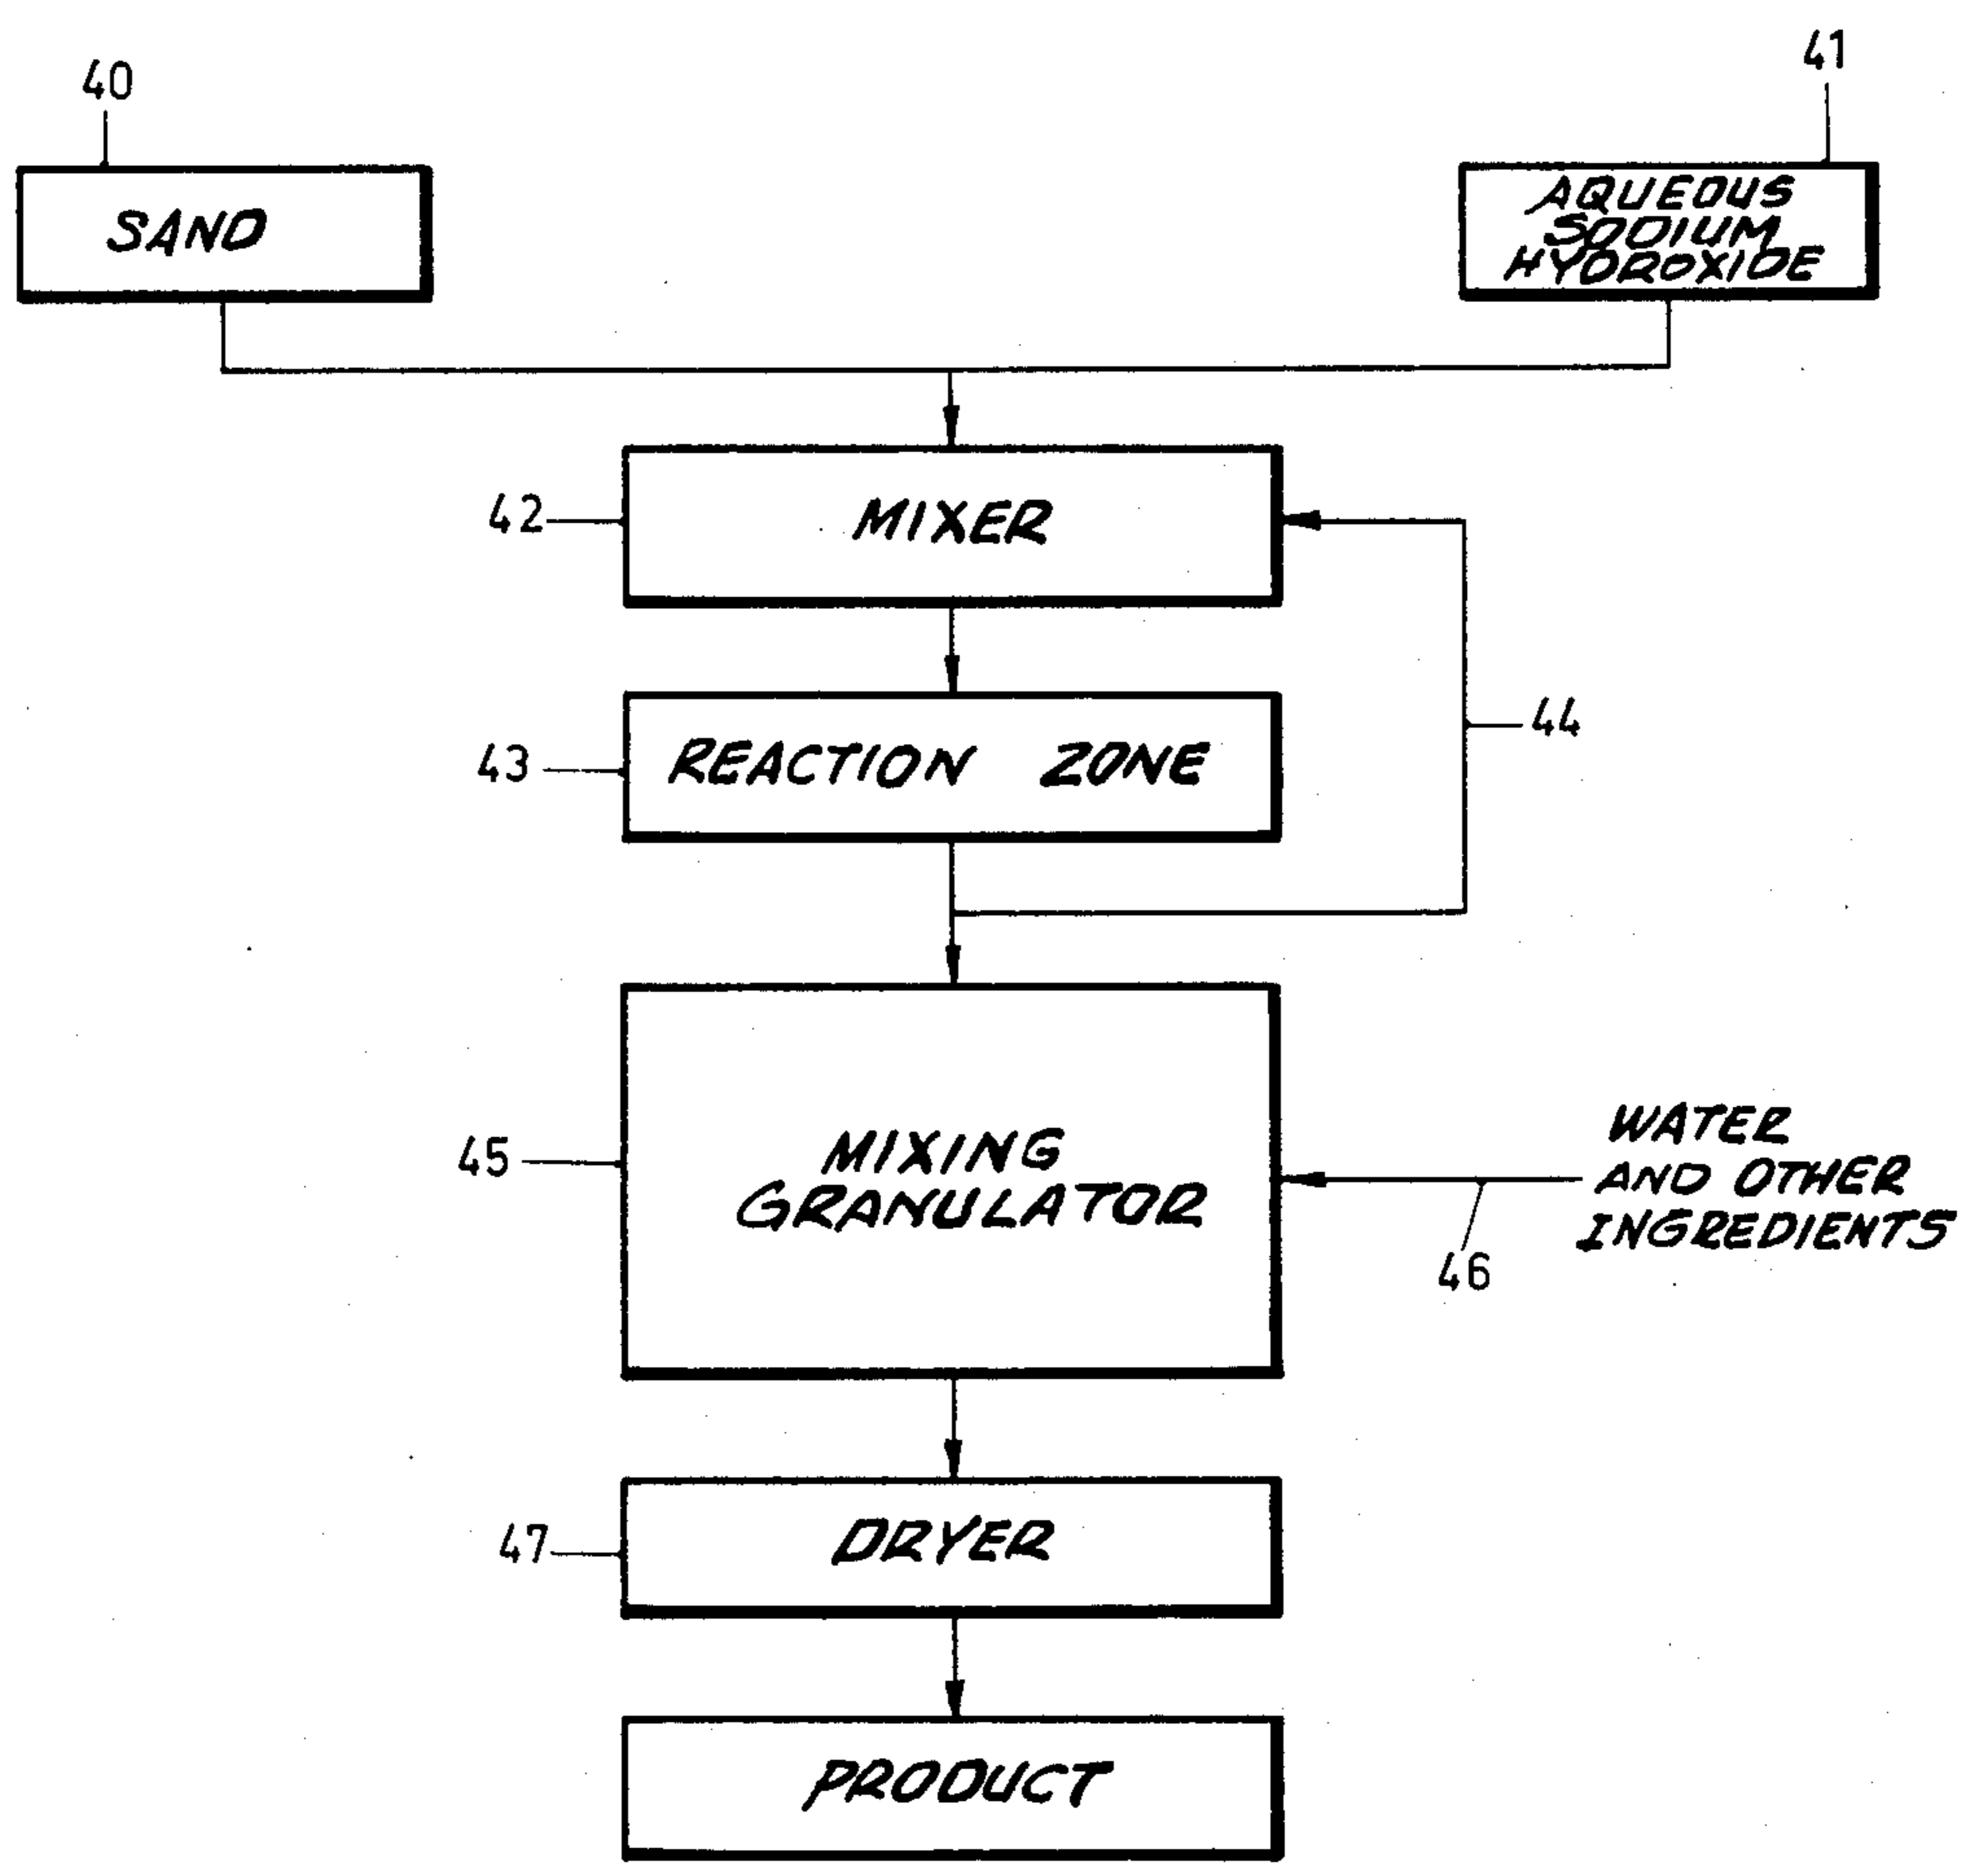 40
41
SAND
AQUEOUS
SODIUM
HYDROXIDE
42
MIXER
43
REACTION ZONE
44
45
MIXING
GRANULATOR
WATER
AND OTHER
INGREDIENTS
46
47
DRYER
PRODUCT